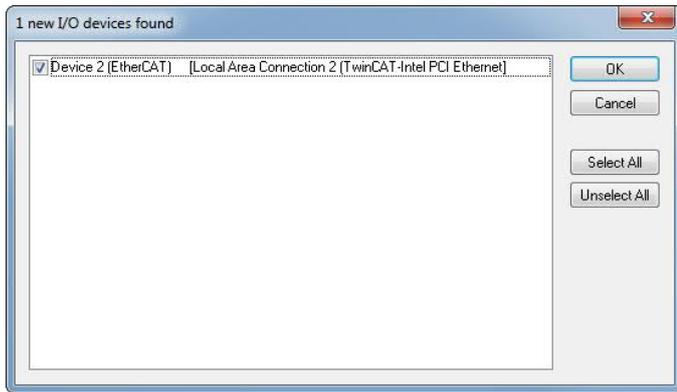 1 new I/O devices found
Device 2 (EtherCAT) [Local Area Connection 2 (TwinCAT-Intel PCI Ethernet]
OK
Cancel
Select All
Unselect All